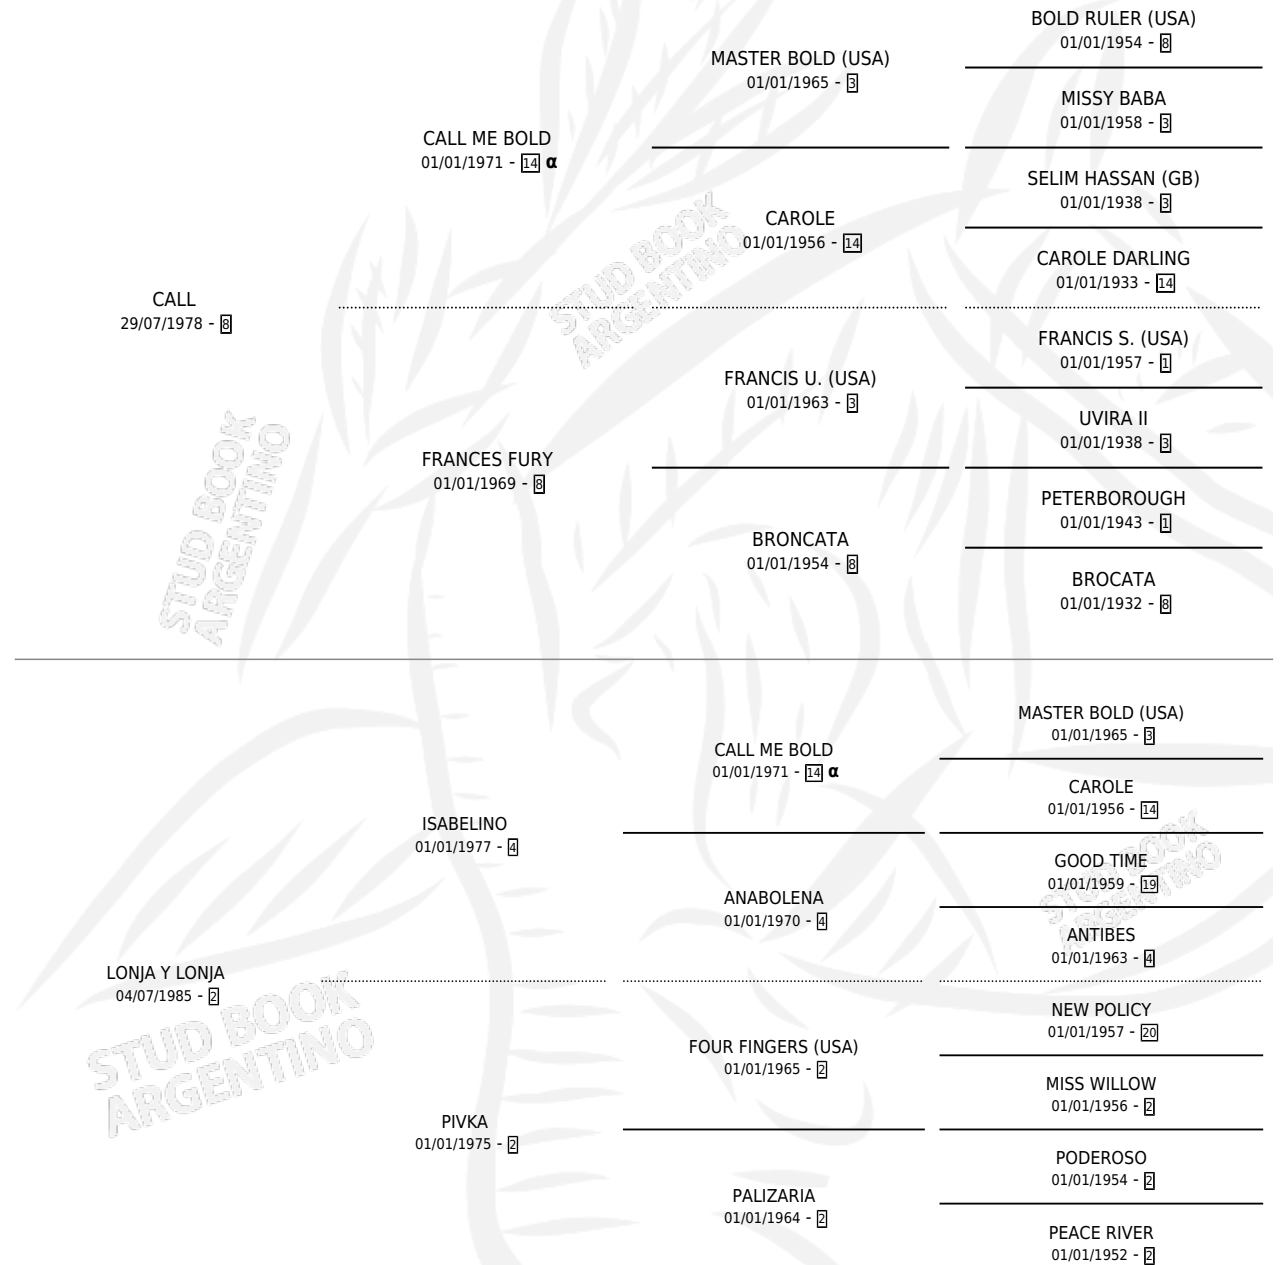 BOLD RULER (USA)
01/01/1954 - 8
MASTER BOLD (USA)
01/01/1965 - 3
MISSY BABA
01/01/1958 - 3
CALL ME BOLD
01/01/1971 - 14 α
SELIM HASSAN (GB)
01/01/1938 - 3
CAROLE
01/01/1956 - 14
CAROLE DARLING
01/01/1933 - 14
CALL
29/07/1978 - 8
FRANCIS S. (USA)
01/01/1957 - 1
FRANCIS U. (USA)
01/01/1963 - 3
UVIRA II
01/01/1938 - 3
FRANCES FURY
01/01/1969 - 8
PETERBOROUGH
01/01/1943 - 1
BRONCATA
01/01/1954 - 8
BROCATA
01/01/1932 - 8
MASTER BOLD (USA)
01/01/1965 - 3
CALL ME BOLD
01/01/1971 - 14 α
CAROLE
01/01/1956 - 14
ISABELINO
01/01/1977 - 4
GOOD TIME
01/01/1959 - 19
ANABOLENA
01/01/1970 - 4
ANTIBES
01/01/1963 - 4
LONJA Y LONJA
04/07/1985 - 2
NEW POLICY
01/01/1957 - 20
FOUR FINGERS (USA)
01/01/1965 - 2
MISS WILLOW
01/01/1956 - 2
PIVKA
01/01/1975 - 2
PODEROSO
01/01/1954 - 2
PALIZARIA
01/01/1964 - 2
PEACE RIVER
01/01/1952 - 2
STUD BOOK
ARGENTINO
STUD BOOK
ARGENTINO
STUD BOOK
ARGENTINO
STUD BOOK
ARGENTINO